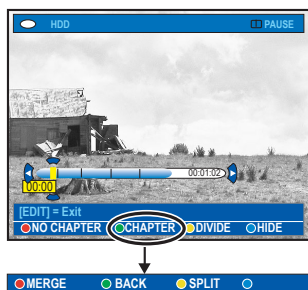 HDD PAUSE
00:01:02
00:00
[EDIT] = Exit
NO CHAPTER CHAPTER DIVIDE HIDE
MERGE BACK SPLIT